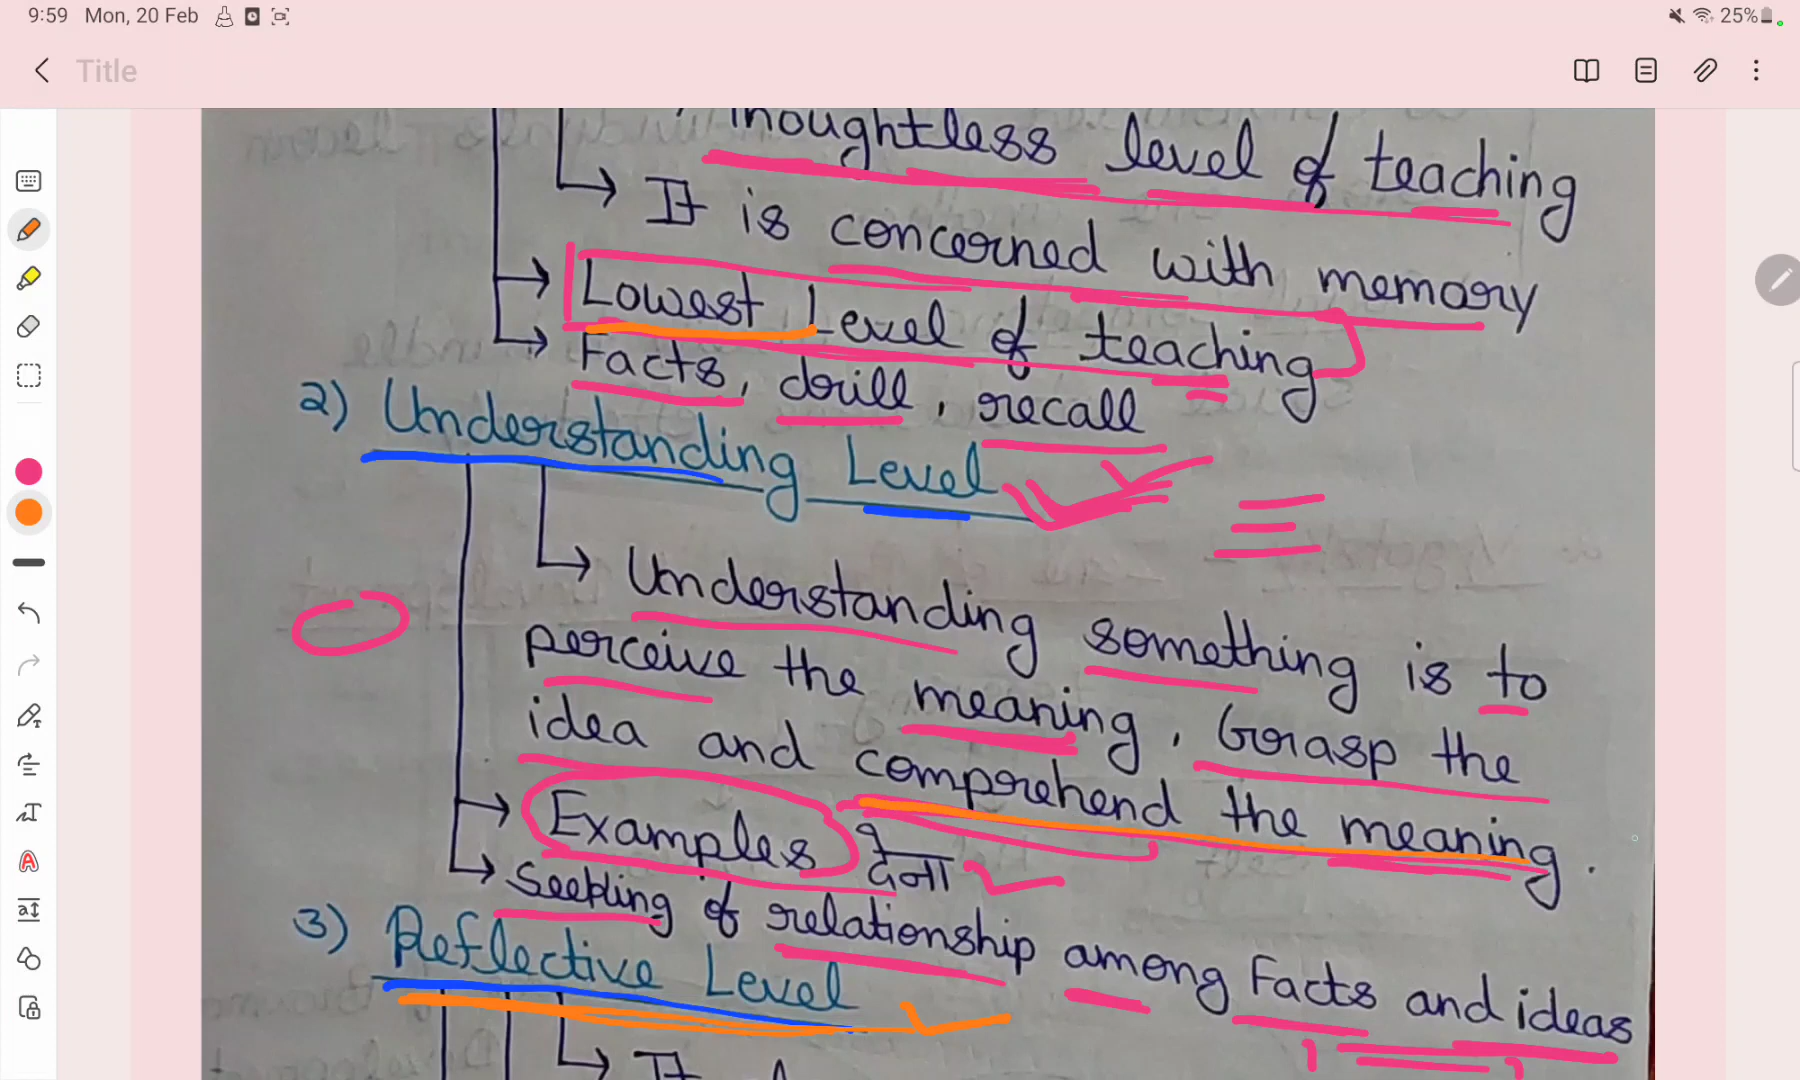 9:59 Mon, 20 Feb
25%
Title
Thoughtless level of teaching
It is concerned with memory
Lowest Level of teaching
Facts, drill, recall
2) Understanding Level
Understanding something is to
perceive the meaning, Grasp the
idea and comprehend the meaning.
Examples देना
Seeking of relationship among Facts and ideas
3) Reflective Level
It